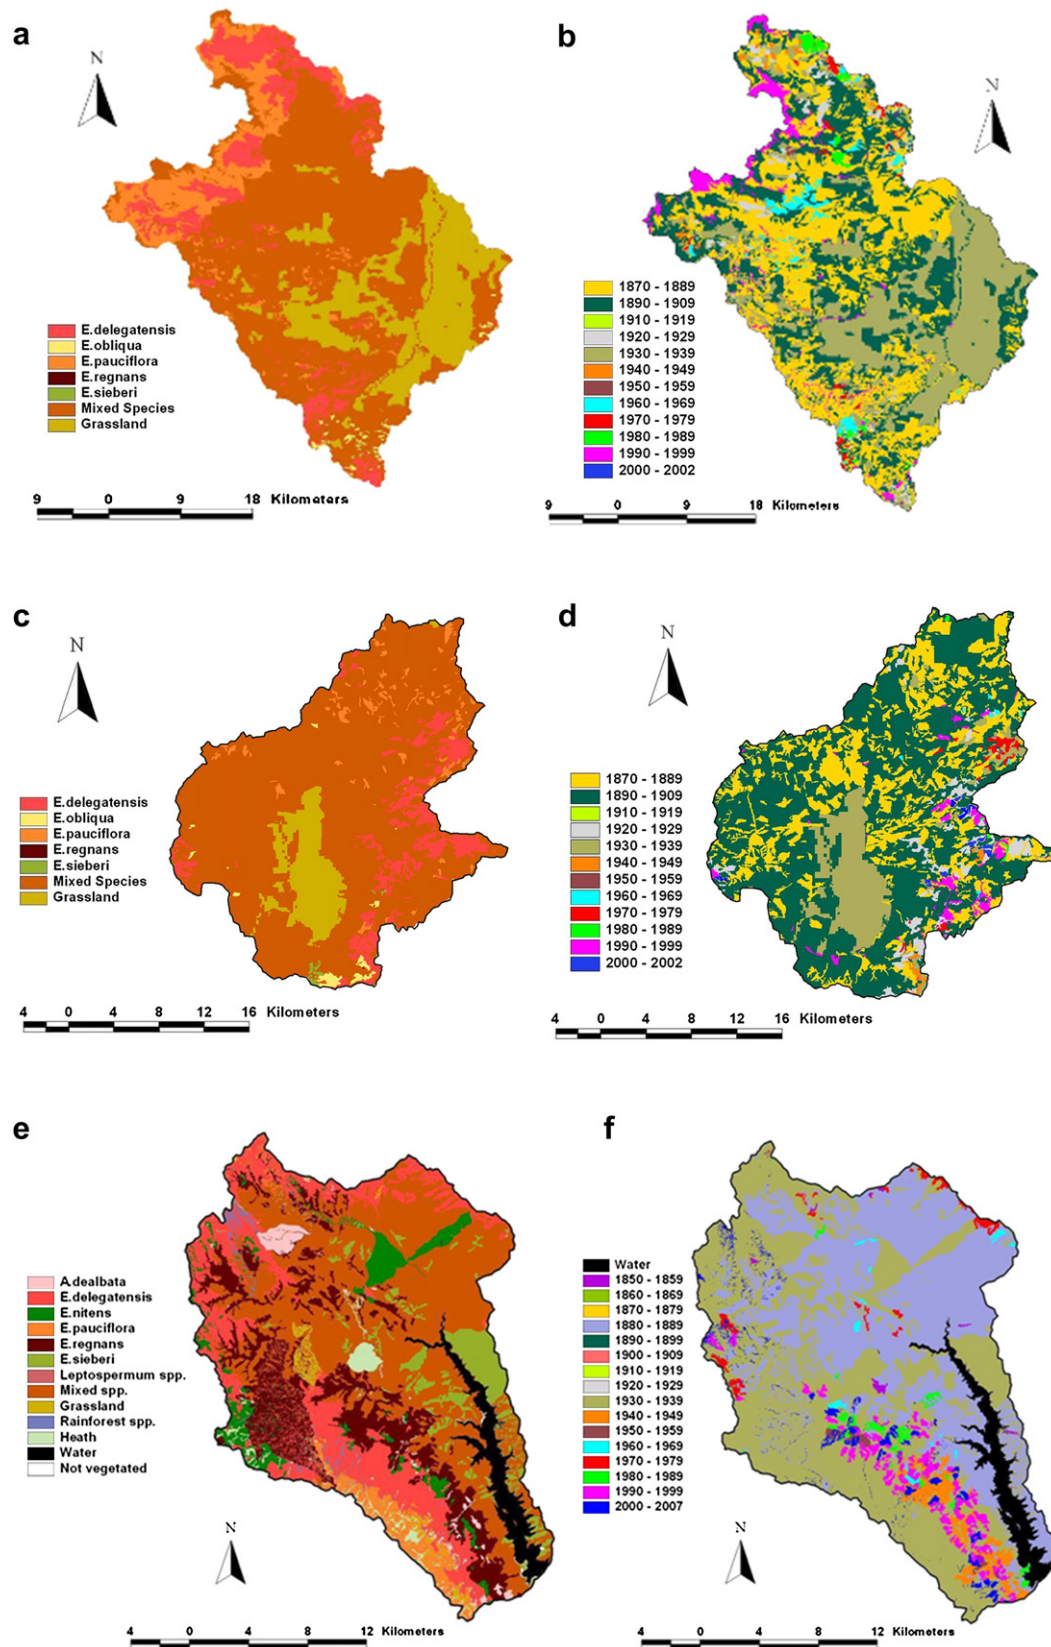 a
N
E.delegatensis
E.obliqua
E.pauciflora
E.regnans
E.sieberi
Mixed Species
Grassland
9 0 9 18 Kilometers
b
N
1870 - 1889
1890 - 1909
1910 - 1919
1920 - 1929
1930 - 1939
1940 - 1949
1950 - 1959
1960 - 1969
1970 - 1979
1980 - 1989
1990 - 1999
2000 - 2002
9 0 9 18 Kilometers
c
N
E.delegatensis
E.obliqua
E.pauciflora
E.regnans
E.sieberi
Mixed Species
Grassland
4 0 4 8 12 16 Kilometers
d
N
1870 - 1889
1890 - 1909
1910 - 1919
1920 - 1929
1930 - 1939
1940 - 1949
1950 - 1959
1960 - 1969
1970 - 1979
1980 - 1989
1990 - 1999
2000 - 2002
4 0 4 8 12 16 Kilometers
e
A.dealbata
E.delegatensis
E.nitens
E.pauciflora
E.regnans
E.sieberi
Leptospermum spp.
Mixed spp.
Grassland
Rainforest spp.
Heath
Water
Not vegetated
N
4 0 4 8 12 Kilometers
f
Water
1850 - 1859
1860 - 1869
1870 - 1879
1880 - 1889
1890 - 1899
1900 - 1909
1910 - 1919
1920 - 1929
1930 - 1939
1940 - 1949
1950 - 1959
1960 - 1969
1970 - 1979
1980 - 1989
1990 - 1999
2000 - 2007
N
4 0 4 8 12 Kilometers